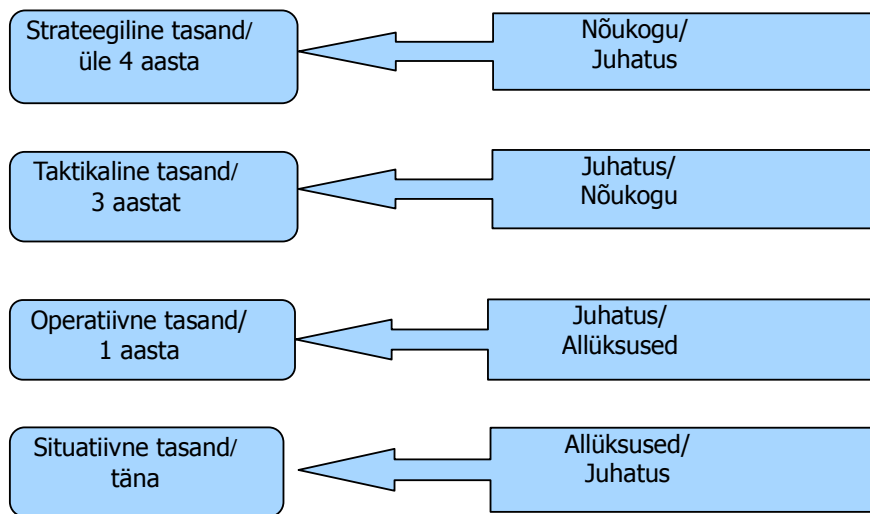 Strateegiline tasand/
üle 4 aasta
Nõukogu/
Juhatus
Taktikaline tasand/
3 aastat
Juhatus/
Nõukogu
Operatiivne tasand/
1 aasta
Juhatus/
Allüksused
Situatiivne tasand/
täna
Allüksused/
Juhatus